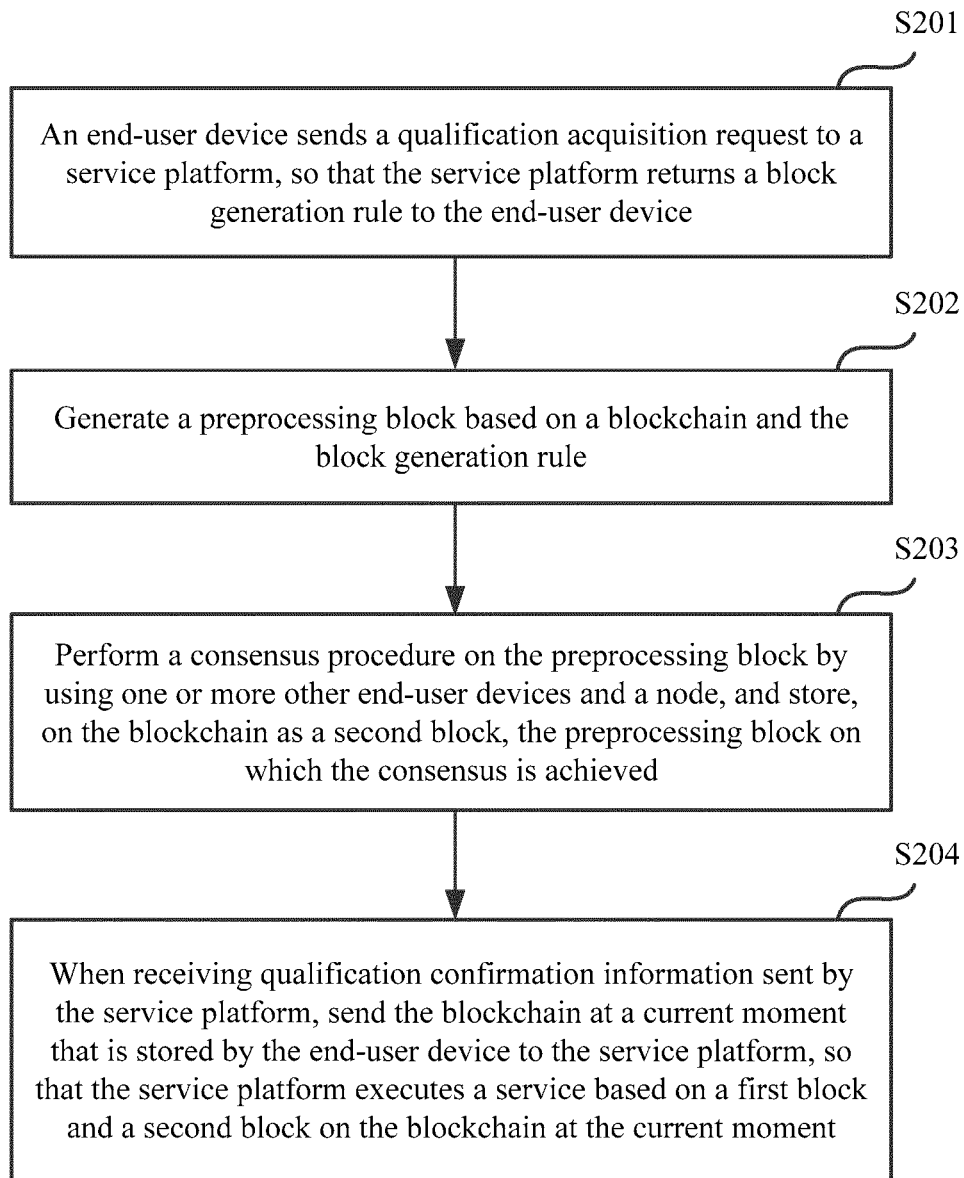 S201
An end-user device sends a qualification acquisition request to a
service platform, so that the service platform returns a block
generation rule to the end-user device
S202
Generate a preprocessing block based on a blockchain and the
block generation rule
S203
Perform a consensus procedure on the preprocessing block by
using one or more other end-user devices and a node, and store,
on the blockchain as a second block, the preprocessing block on
which the consensus is achieved
S204
When receiving qualification confirmation information sent by
the service platform, send the blockchain at a current moment
that is stored by the end-user device to the service platform, so
that the service platform executes a service based on a first block
and a second block on the blockchain at the current moment